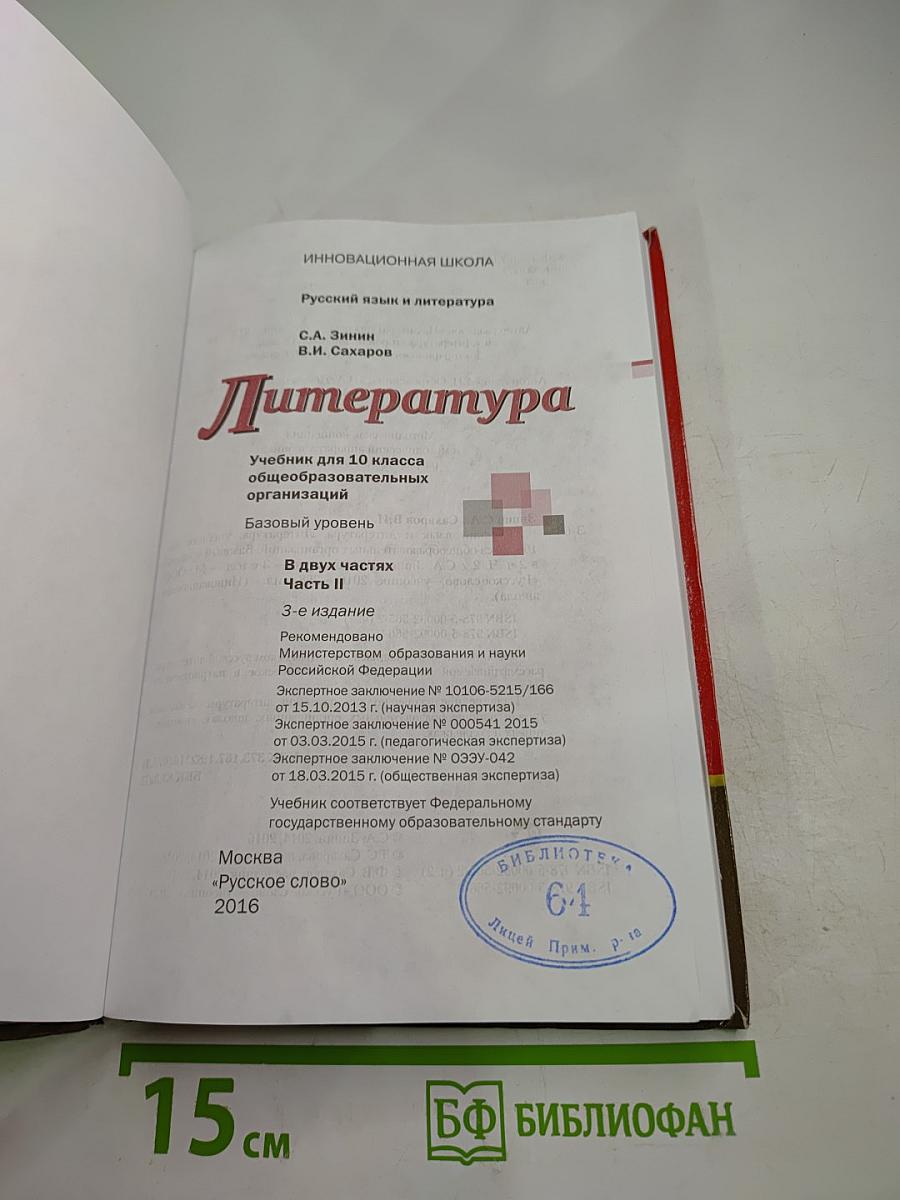 ИННОВАЦИОННАЯ ШКОЛА
Русский язык и литература
С.А. Зинин
В.И. Сахаров
Литература
Учебник для 10 класса
общеобразовательных
организаций
Базовый уровень
В двух частях
Часть II
3-е издание
Рекомендовано
Министерством образования и науки
Российской Федерации
Экспертное заключение № 10106-5215/166
от 15.10.2013 г. (научная экспертиза)
Экспертное заключение № 000541 2015
от 03.03.2015 г. (педагогическая экспертиза)
Экспертное заключение № ОЭЭУ-042
от 18.03.2015 г. (общественная экспертиза)
Учебник соответствует Федеральному
государственному образовательному стандарту
Москва
«Русское слово»
2016
БИБЛИОТЕКА
64
Лицей Прим. р-на
15 см
БФ БИБЛИОФАН